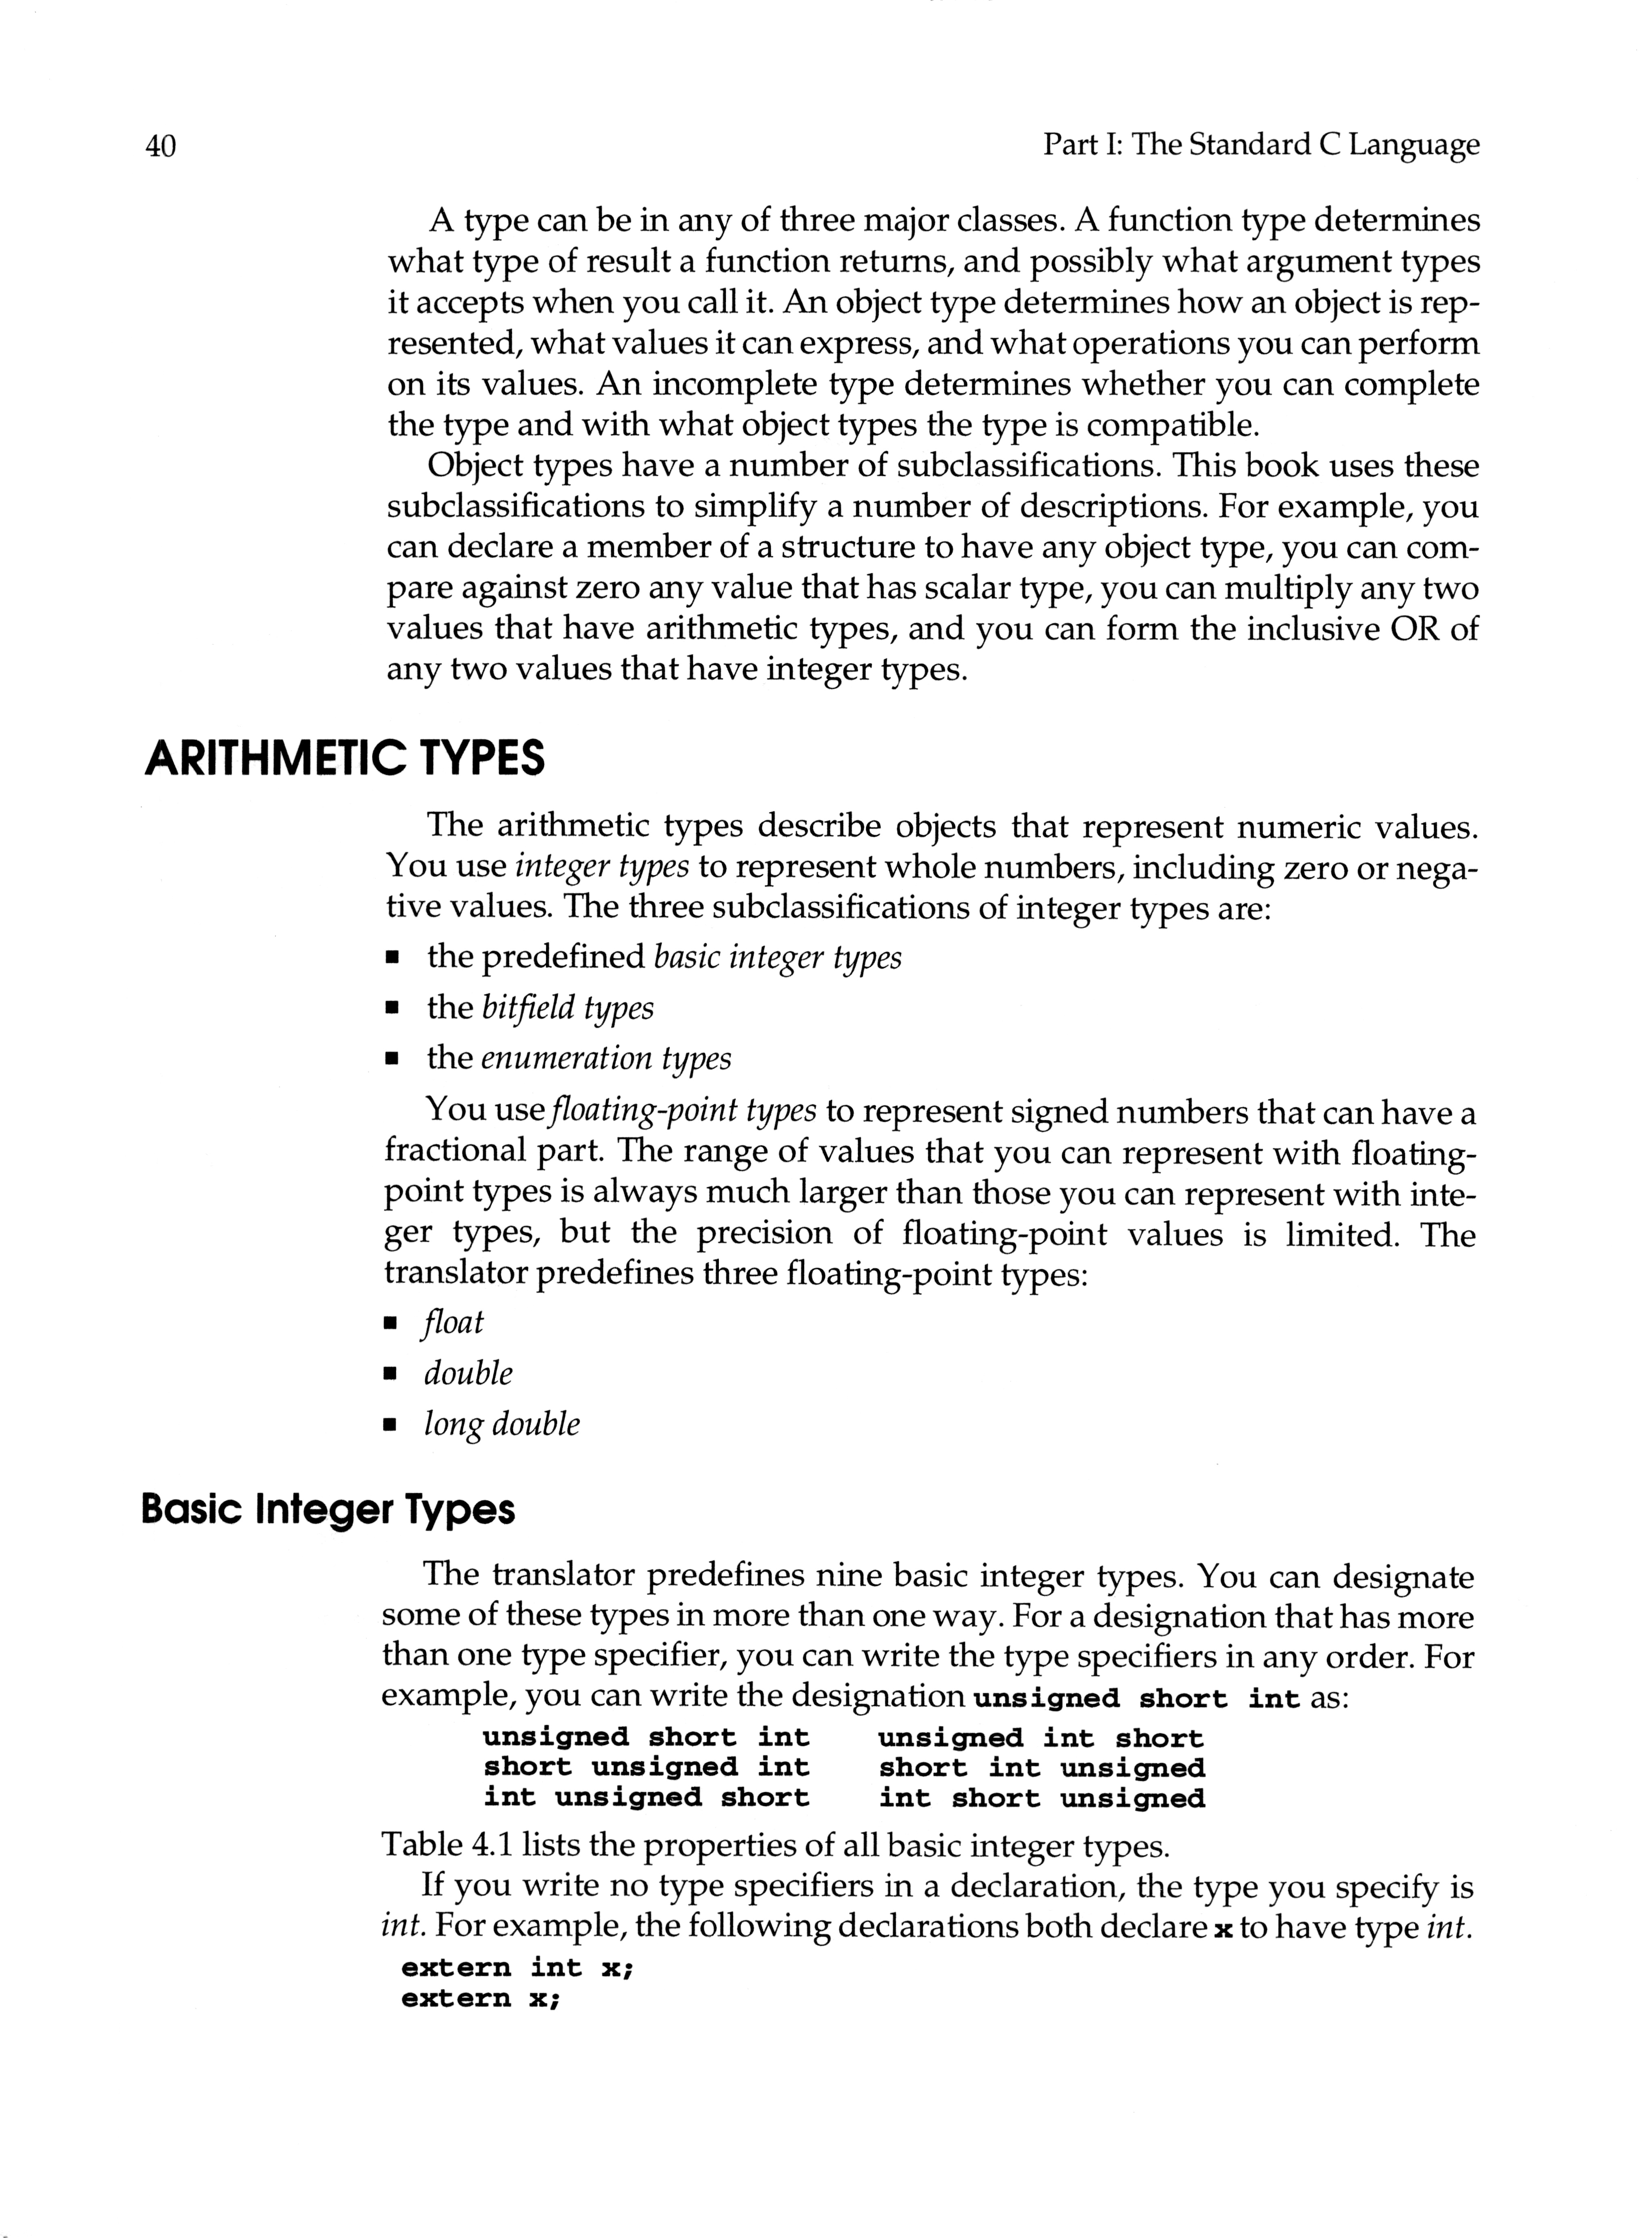 40 Part I: The Standard C Language
A type can be in any of three major classes. A function type determines
what type of result a function returns, and possibly what argument types
it accepts when you call it. An object type determines how an object is rep-
resented, what values it can express, and what operations you can perform
on its values. An incomplete type determines whether you can complete
the type and with what object types the type is compatible.
Object types have a number of subclassifications. This book uses these
subclassifications to simplify a number of descriptions. For example, you
can declare a member of a structure to have any object type, you can com-
pare against zero any value that has scalar type, you can multiply any two
values that have arithmetic types, and you can form the inclusive OR of
any two values that have integer types.
ARITHMETIC TYPES
The arithmetic types describe objects that represent numeric values.
You use integer types to represent whole numbers, including zero or nega-
tive values. The three subclassifications of integer types are:
■ the predefined basic integer types
■ the bitfield types
■ the enumeration types
You use floating-point types to represent signed numbers that can have a
fractional part. The range of values that you can represent with floating-
point types is always much larger than those you can represent with inte-
ger types, but the precision of floating-point values is limited. The
translator predefines three floating-point types:
■ float
■ double
■ long double
Basic Integer Types
The translator predefines nine basic integer types. You can designate
some of these types in more than one way. For a designation that has more
than one type specifier, you can write the type specifiers in any order. For
example, you can write the designation unsigned short int as:
unsigned short int unsigned int short
short unsigned int short int unsigned
int unsigned short int short unsigned
Table 4.1 lists the properties of all basic integer types.
If you write no type specifiers in a declaration, the type you specify is
int. For example, the following declarations both declare x to have type int.
extern int x;
extern x;